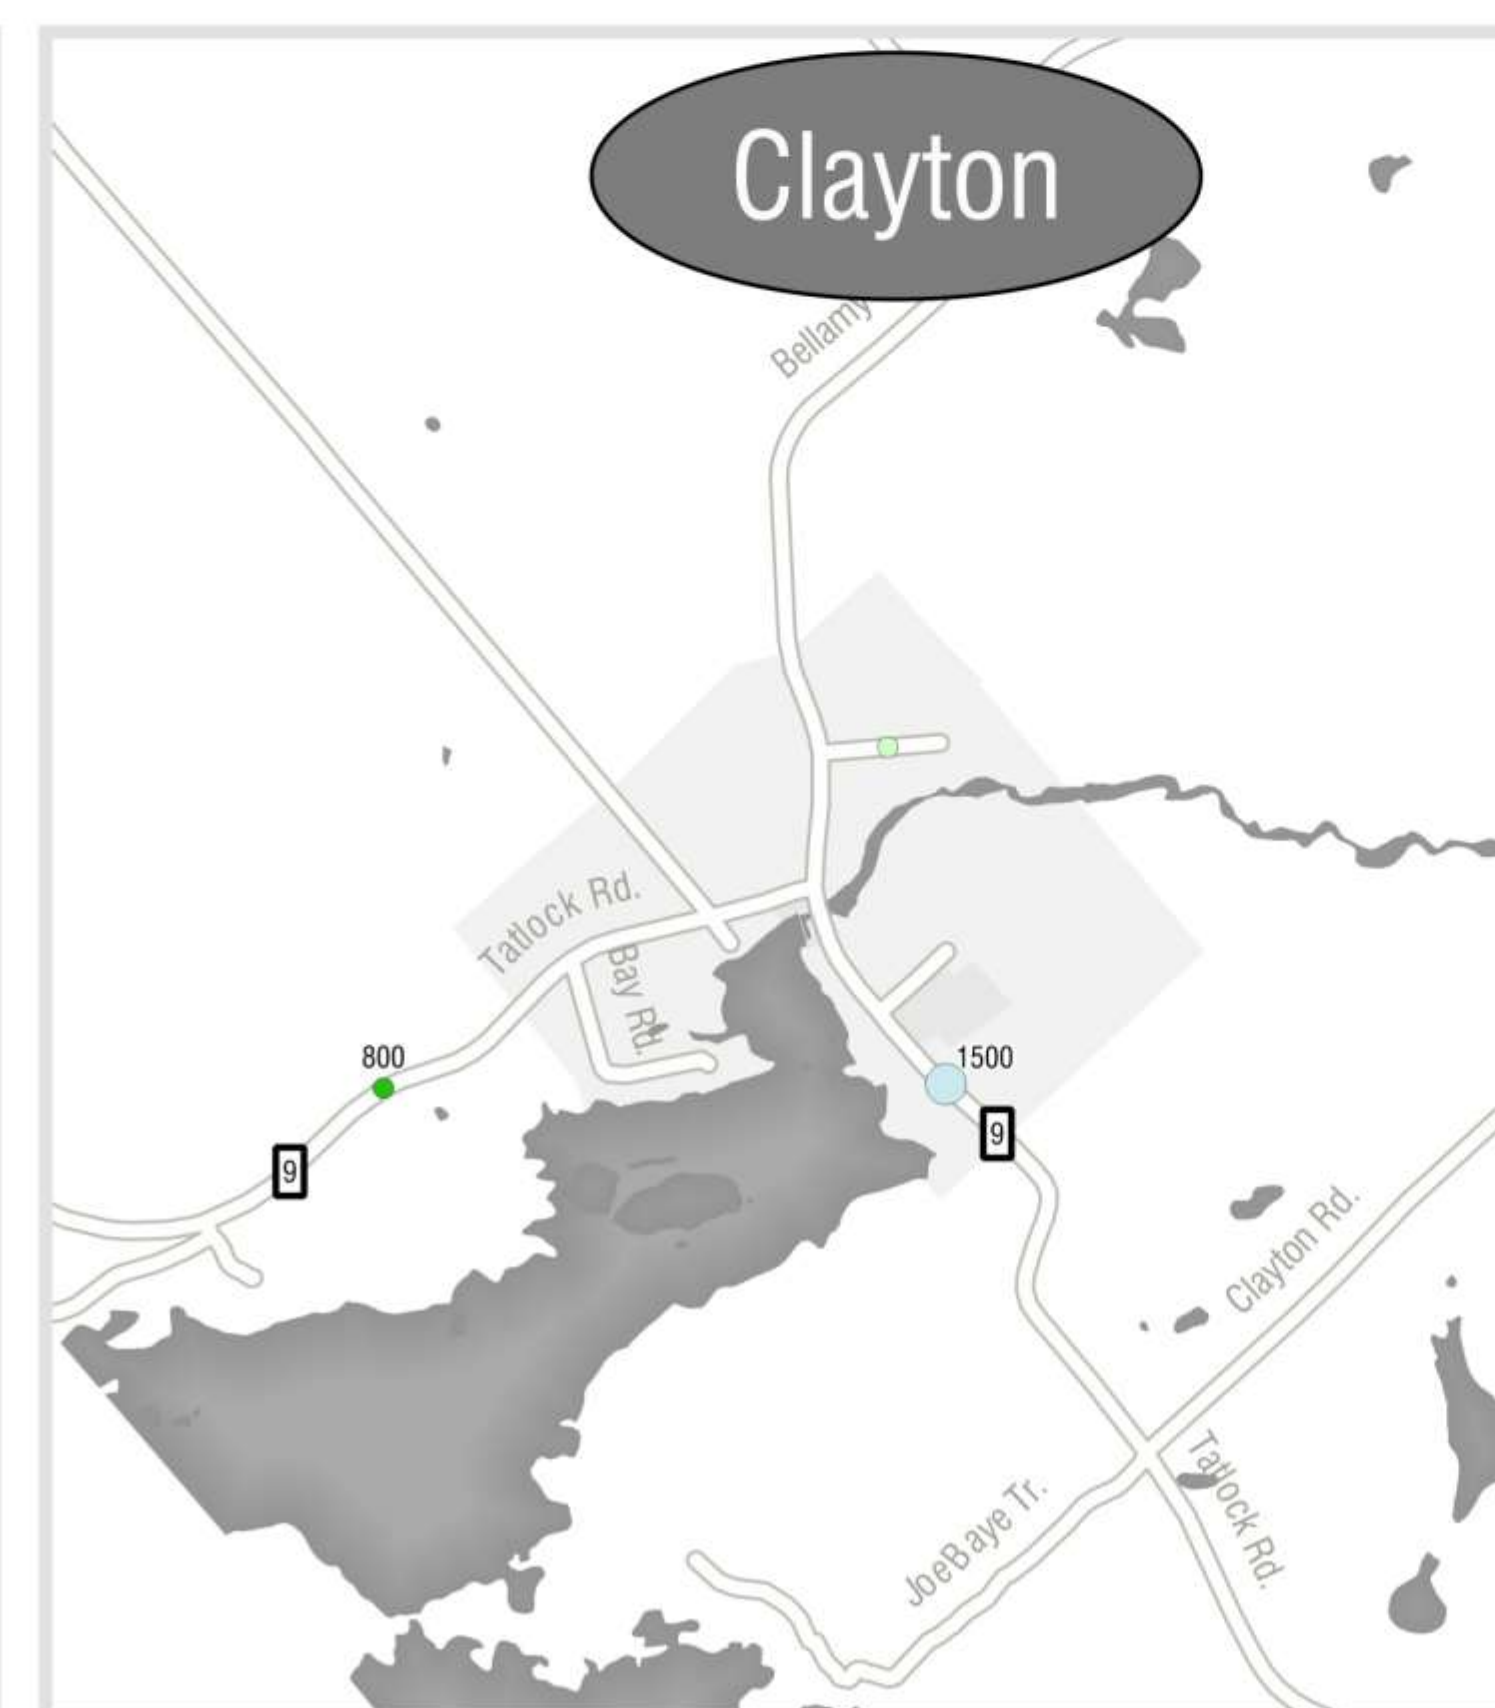 Clayton
Bellamy
Tatlock Rd.
Bay Rd.
800
1500
9
9
Clayton Rd.
Tatlock Rd.
JoeBaye Tr.